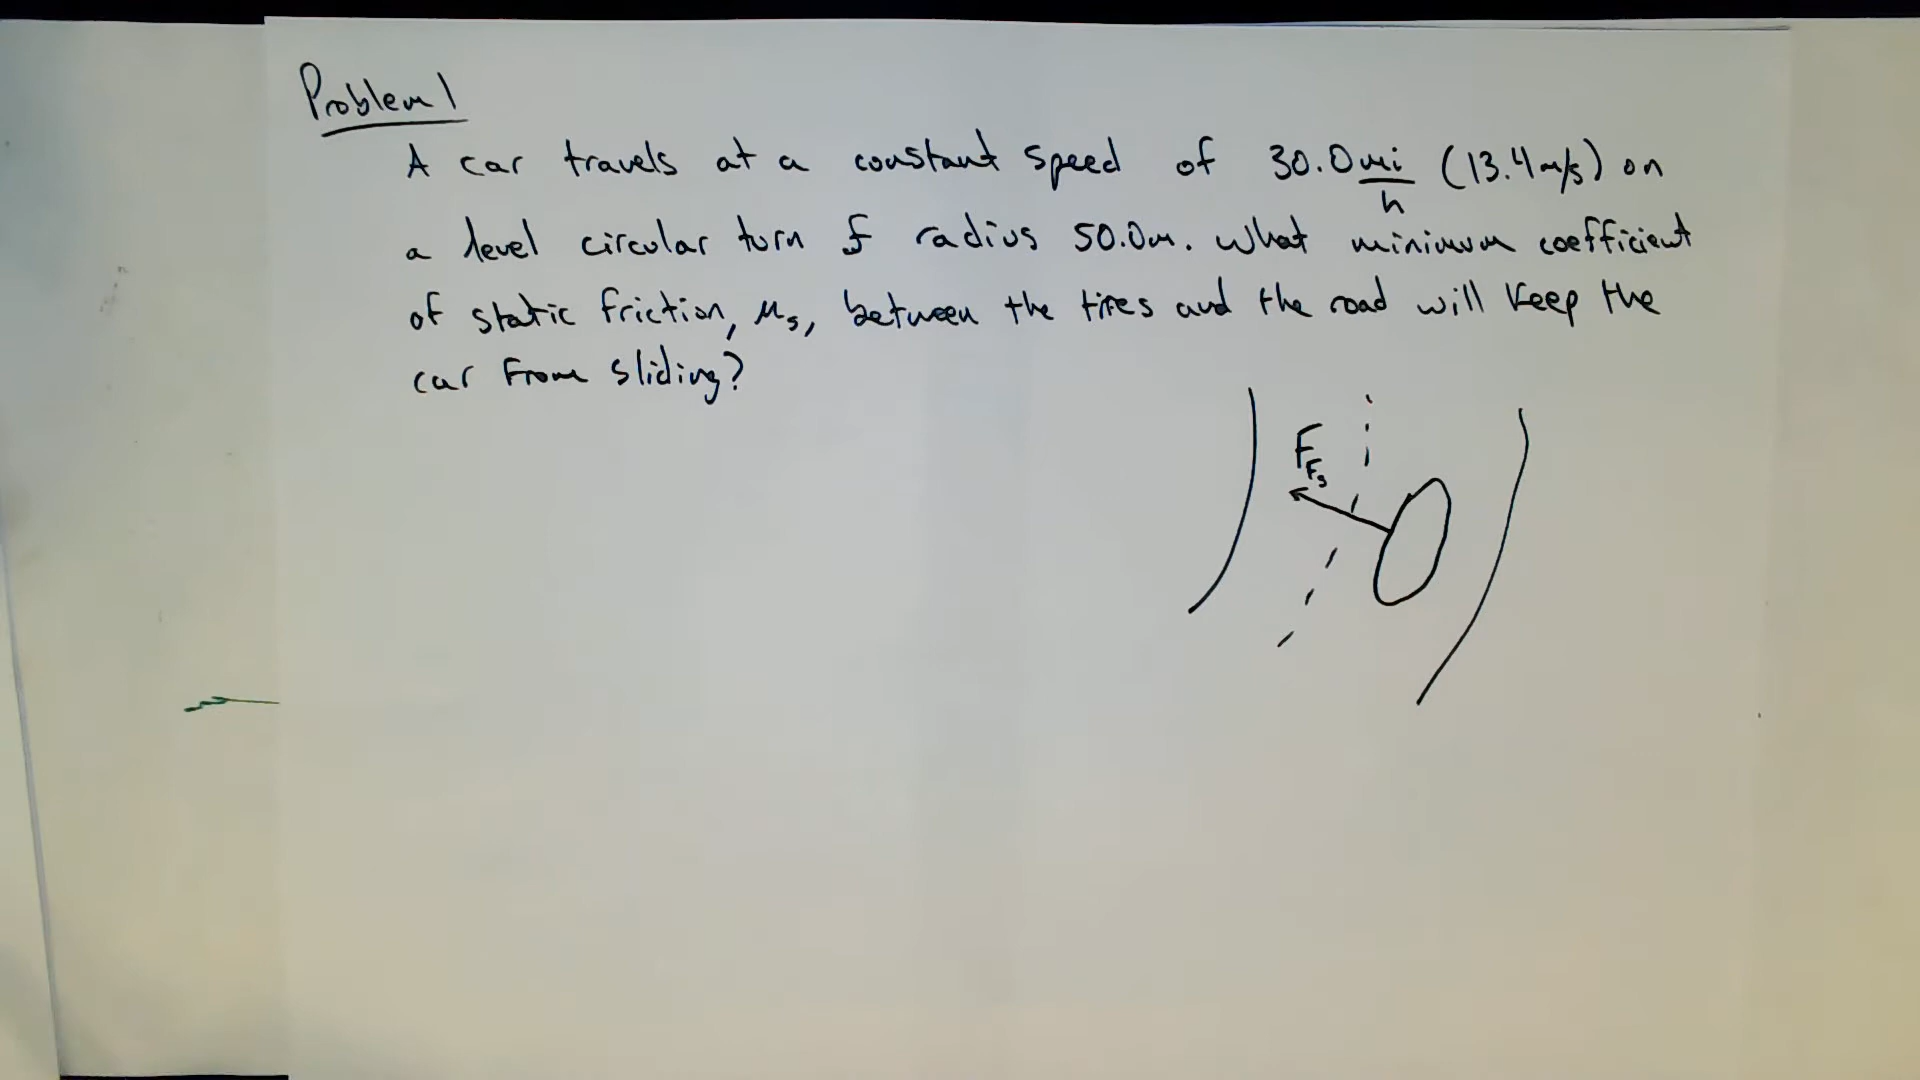 Problem 1
A car travels at a constant speed of 30.0 mi/h (13.4 m/s) on
a level circular turn of radius 50.0m. What minimum coefficient
of static friction, μs, between the tires and the road will keep the
car from sliding?
F_Fs